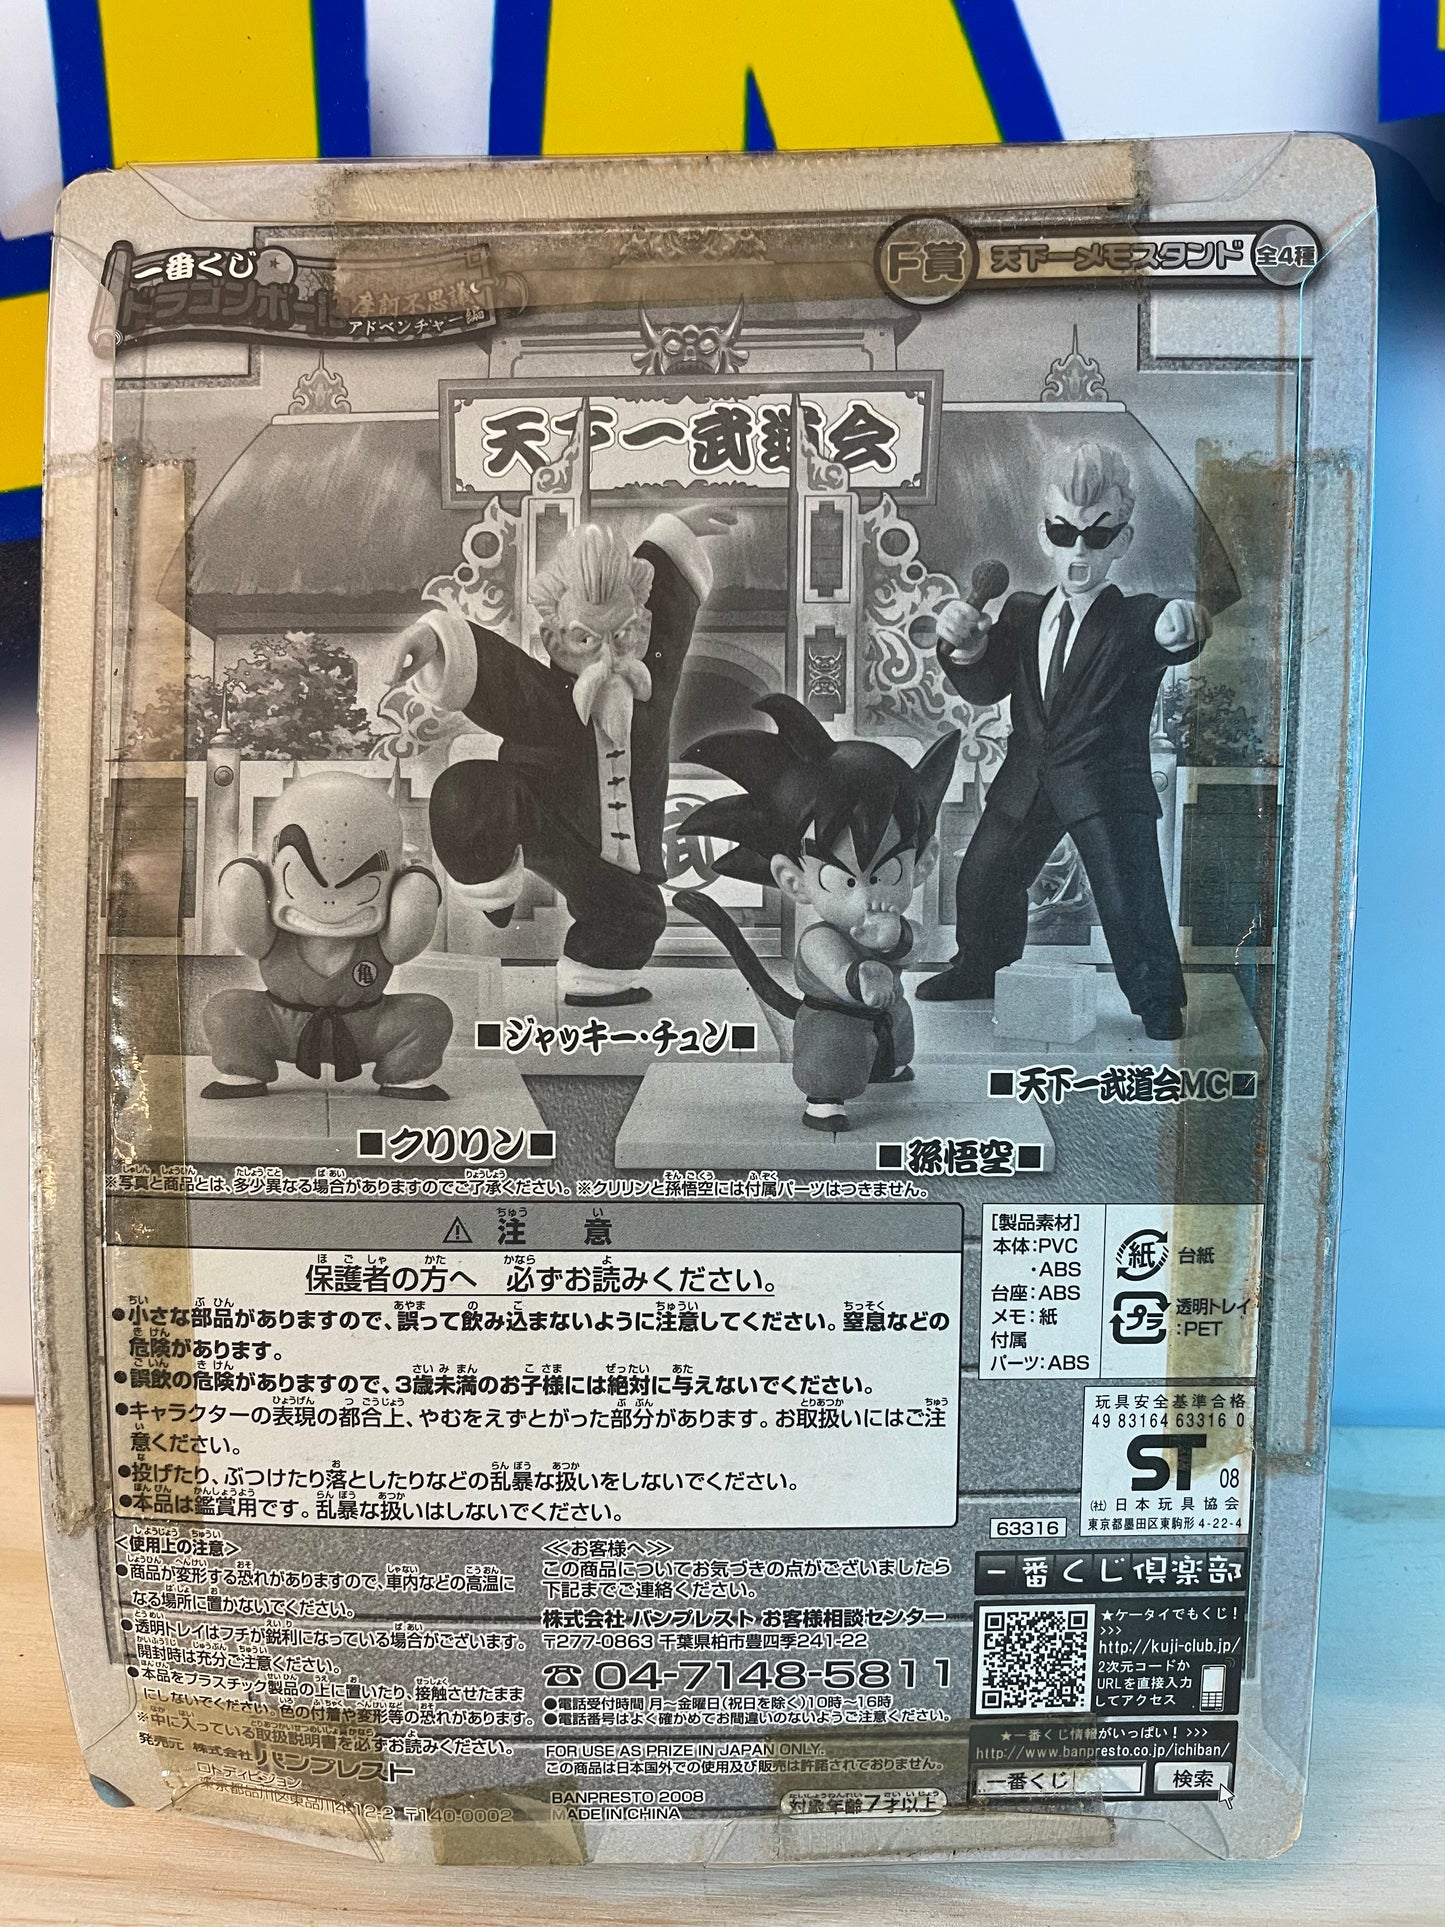 一番くじ
ドラゴンボール
摩訶不思議
アドベンチャー編
F賞 天下一メモスタンド 全4種
天下一武道会
武
亀
■ジャッキー・チュン■
■天下一武道会MC■
■クリリン■
■孫悟空■
※写真と商品とは、多少異なる場合がありますのでご了承ください。※クリリンと孫悟空には付属パーツはつきません。
⚠注意
保護者の方へ 必ずお読みください。
●小さな部品がありますので、誤って飲み込まないように注意してください。窒息などの
危険があります。
●誤飲の危険がありますので、3歳未満のお子様には絶対に与えないでください。
●キャラクターの表現の都合上、やむをえずとがった部分があります。お取扱いにはご注
意ください。
●投げたり、ぶつけたり落としたりなどの乱暴な扱いをしないでください。
●本品は鑑賞用です。乱暴な扱いはしないでください。
[製品素材]
本体:PVC
・ABS
台座:ABS
メモ:紙
付属
パーツ:ABS
紙 台紙
プラ 透明トレイ
:PET
玩具安全基準合格
49 83164 63316 0
ST 08
(社)日本玩具協会
東京都墨田区東駒形 4-22-4
63316
<使用上の注意>
●商品が変形する恐れがありますので、車内などの高温に
なる場所に置かないでください。
●透明トレイはフチが鋭利になっている場合がございます。
開封時は充分ご注意ください。
●本品をプラスチック製品の上に置いたり、接触させたまま
にしないでください。色の付着や変形等の恐れがあります。
※中に入っている取扱説明書を必ずお読みください。
発売元 株式会社バンプレスト
ロトディビジョン
東京都品川区東品川4-12-2 〒140-0002
≪お客様へ≫
この商品についてお気づきの点がございましたら
下記までご連絡ください。
株式会社 バンプレスト お客様相談センター
〒277-0863 千葉県柏市豊四季241-22
☎04-7148-5811
●電話受付時間 月~金曜日(祝日を除く)10時~16時
●電話番号はよく確かめてお間違いのないようご注意ください。
FOR USE AS PRIZE IN JAPAN ONLY.
この商品は日本国外での使用及び販売は許諾されておりません。
BANPRESTO 2008
MADE IN CHINA
対象年齢7才以上
一番くじ倶楽部
★ケータイでもくじ!
>>>
http://kuji-club.jp/
2次元コードか
URLを直接入力
してアクセス
★一番くじ情報がいっぱい! >>>
http://www.banpresto.co.jp/ichiban/
一番くじ 検索